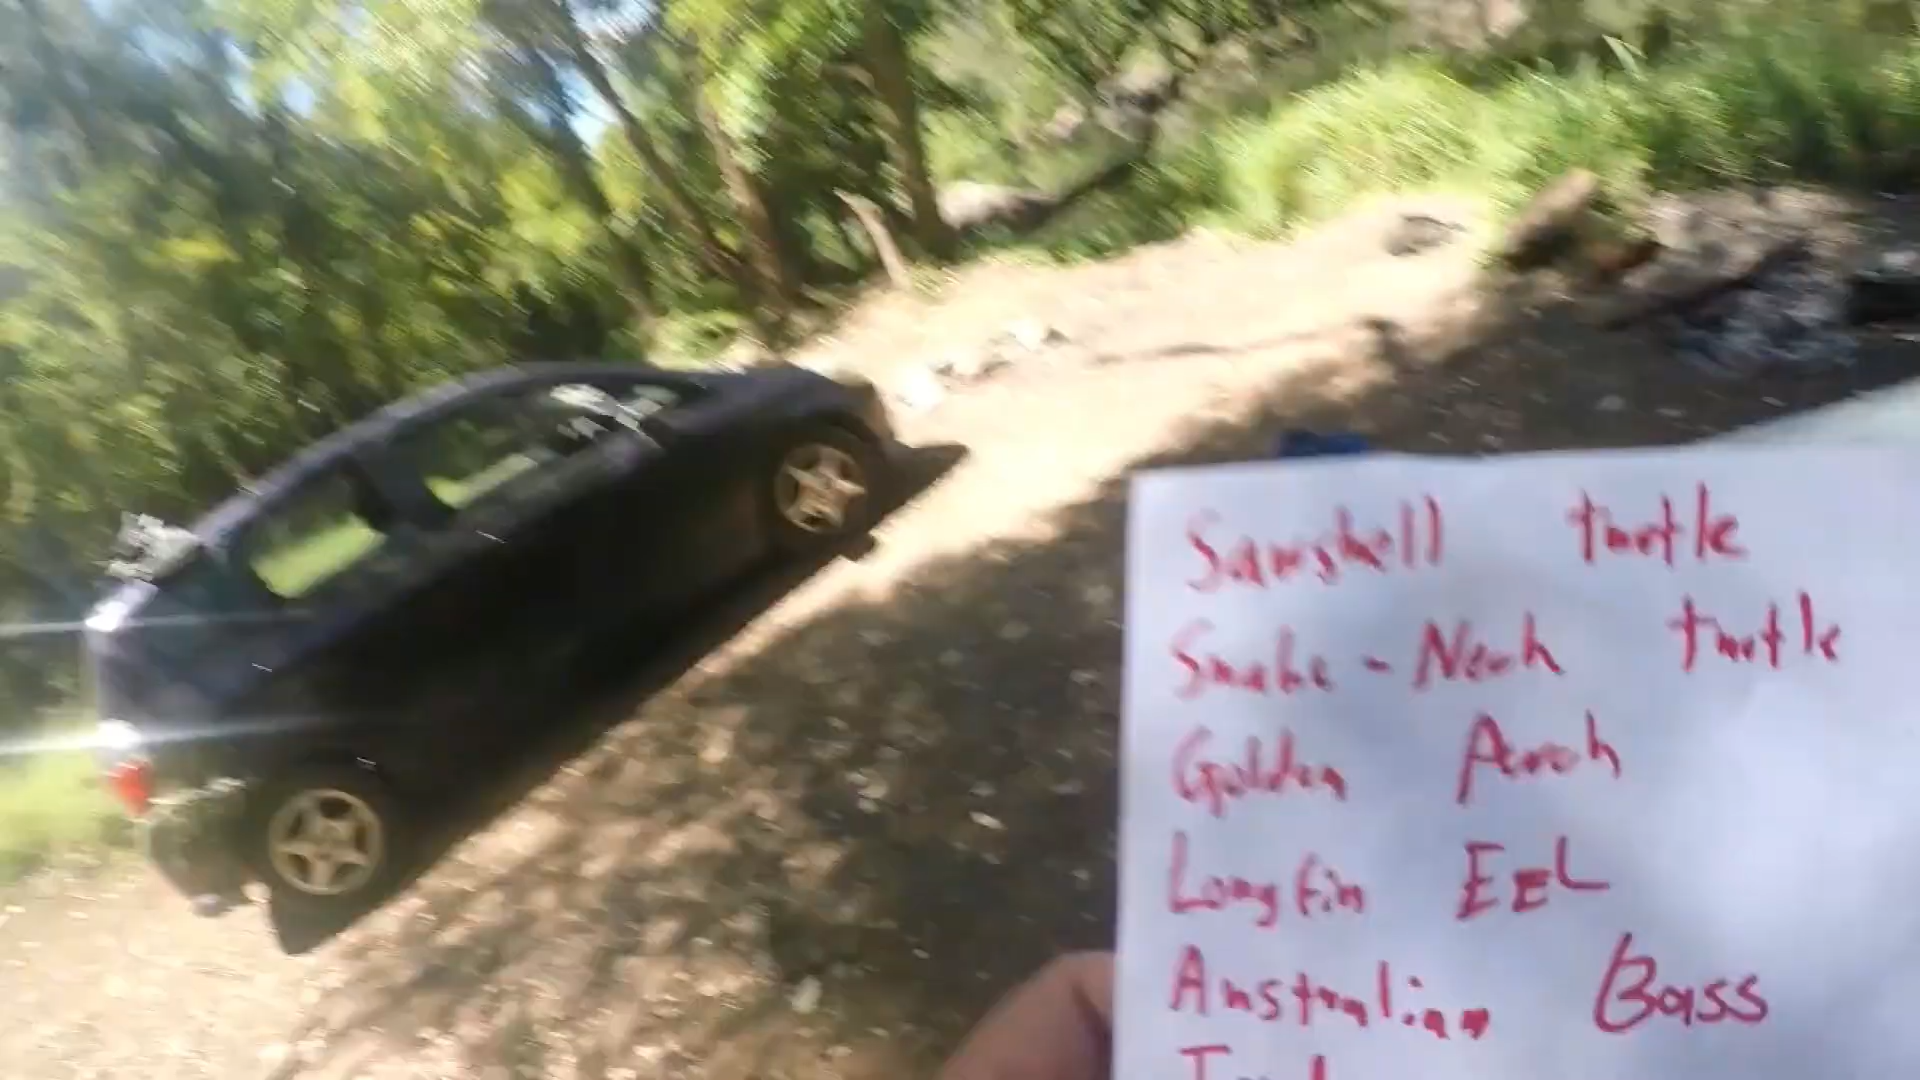 Sawshell turtle
Snake-Neck turtle
Golden Perch
Longfin EEL
Australian Bass